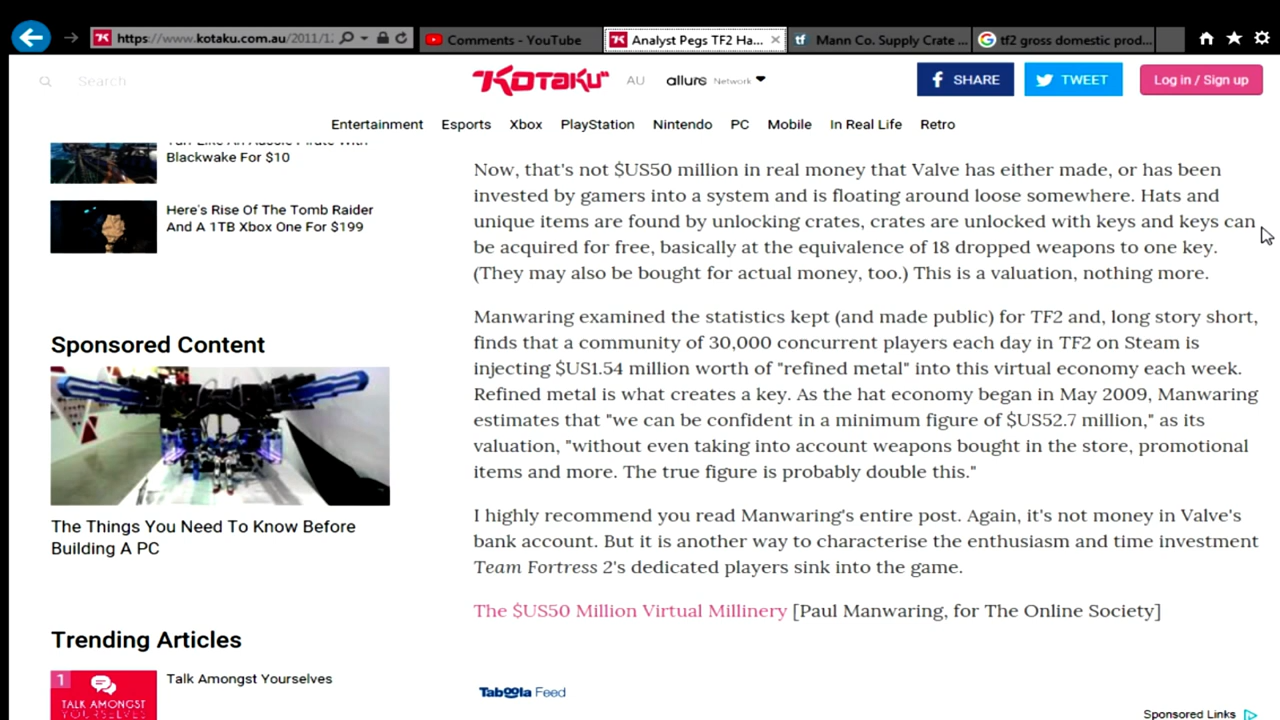 https://www.kotaku.com.au/2011/1
Comments - YouTube
Analyst Pegs TF2 Ha...
Mann Co. Supply Crate ...
tf2 gross domestic prod...
Search
KOTAKU
AU
allure Network
SHARE
TWEET
Log in / Sign up
Entertainment Esports Xbox PlayStation Nintendo PC Mobile In Real Life Retro
Blackwake For $10
Here's Rise Of The Tomb Raider
And A 1TB Xbox One For $199
Sponsored Content
The Things You Need To Know Before
Building A PC
Trending Articles
1
TALK AMONGST
YOURSELVES
Talk Amongst Yourselves
Now, that's not $US50 million in real money that Valve has either made, or has been
invested by gamers into a system and is floating around loose somewhere. Hats and
unique items are found by unlocking crates, crates are unlocked with keys and keys can
be acquired for free, basically at the equivalence of 18 dropped weapons to one key.
(They may also be bought for actual money, too.) This is a valuation, nothing more.
Manwaring examined the statistics kept (and made public) for TF2 and, long story short,
finds that a community of 30,000 concurrent players each day in TF2 on Steam is
injecting $US1.54 million worth of "refined metal" into this virtual economy each week.
Refined metal is what creates a key. As the hat economy began in May 2009, Manwaring
estimates that "we can be confident in a minimum figure of $US52.7 million," as its
valuation, "without even taking into account weapons bought in the store, promotional
items and more. The true figure is probably double this."
I highly recommend you read Manwaring's entire post. Again, it's not money in Valve's
bank account. But it is another way to characterise the enthusiasm and time investment
Team Fortress 2's dedicated players sink into the game.
The $US50 Million Virtual Millinery [Paul Manwaring, for The Online Society]
Taboola Feed
Sponsored Links